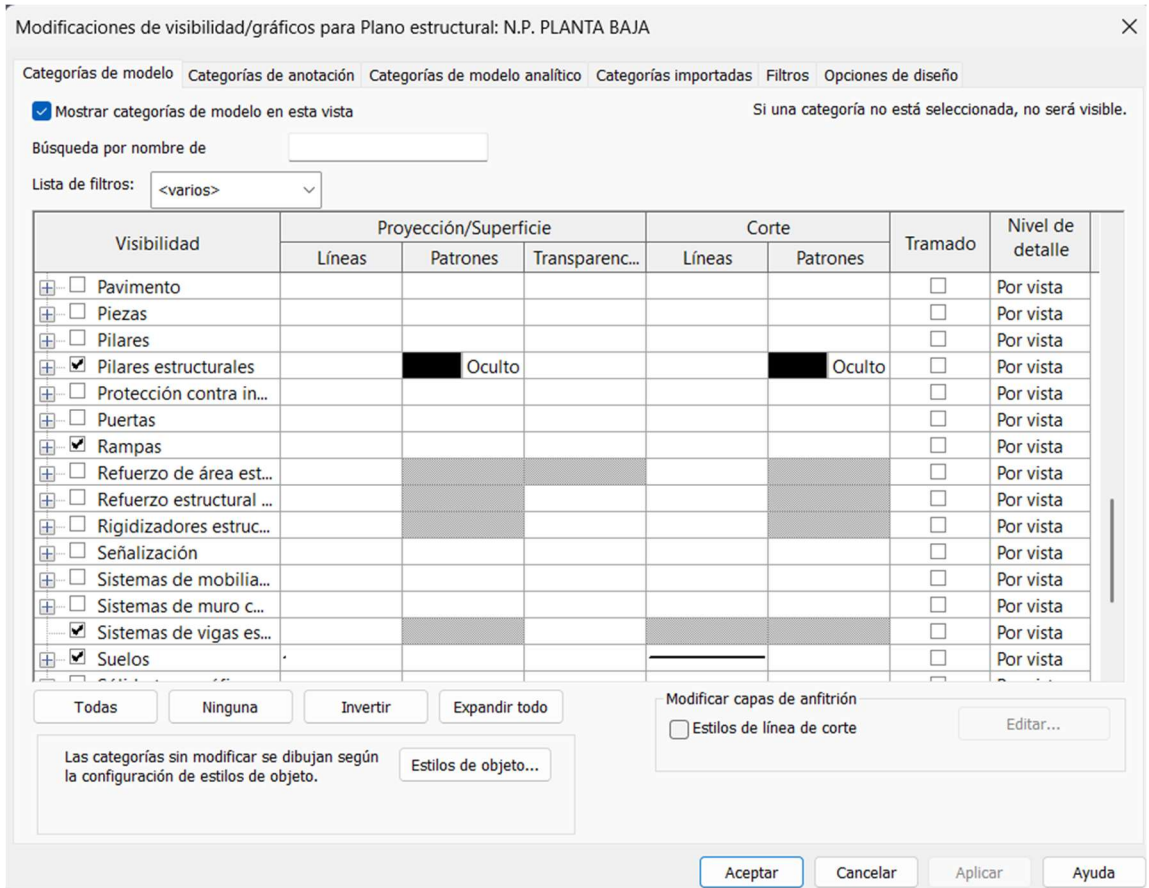 Modificaciones de visibilidad/gráficos para Plano estructural: N.P. PLANTA BAJA
Categorías de modelo Categorías de anotación Categorías de modelo analítico Categorías importadas Filtros Opciones de diseño
Mostrar categorías de modelo en esta vista Si una categoría no está seleccionada, no será visible.
Búsqueda por nombre de
Lista de filtros: <varios>
Visibilidad Proyección/Superficie Corte Tramado Nivel de detalle
Líneas Patrones Transparenc... Líneas Patrones
Pavimento Por vista
Piezas Por vista
Pilares Por vista
Pilares estructurales Oculto Oculto Por vista
Protección contra in... Por vista
Puertas Por vista
Rampas Por vista
Refuerzo de área est... Por vista
Refuerzo estructural ... Por vista
Rigidizadores estruc... Por vista
Señalización Por vista
Sistemas de mobilia... Por vista
Sistemas de muro c... Por vista
Sistemas de vigas es... Por vista
Suelos Por vista
Todas Ninguna Invertir Expandir todo
Modificar capas de anfitrión
Estilos de línea de corte Editar...
Las categorías sin modificar se dibujan según
la configuración de estilos de objeto.
Estilos de objeto...
Aceptar Cancelar Aplicar Ayuda